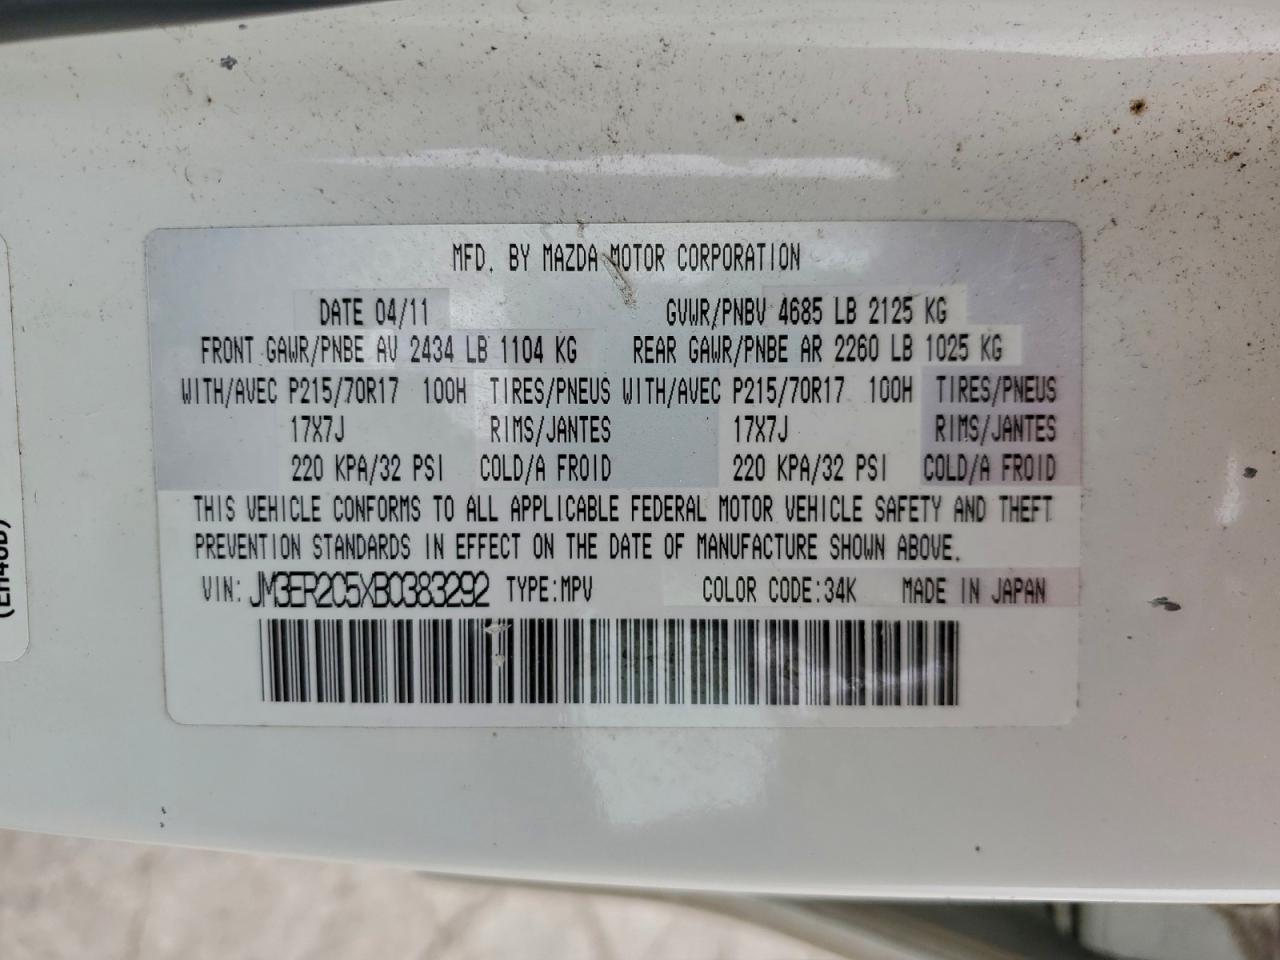 MFD. BY MAZDA MOTOR CORPORATION
DATE 04/11 GVWR/PNBV 4685 LB 2125 KG
FRONT GAWR/PNBE AV 2434 LB 1104 KG REAR GAWR/PNBE AR 2260 LB 1025 KG
WITH/AVEC P215/70R17 100H TIRES/PNEUS WITH/AVEC P215/70R17 100H TIRES/PNEUS
17X7J RIMS/JANTES 17X7J RIMS/JANTES
220 KPA/32 PSI COLD/A FROID 220 KPA/32 PSI COLD/A FROID
THIS VEHICLE CONFORMS TO ALL APPLICABLE FEDERAL MOTOR VEHICLE SAFETY AND THEFT
PREVENTION STANDARDS IN EFFECT ON THE DATE OF MANUFACTURE SHOWN ABOVE.
VIN: JM3ER2C5XB0383292 TYPE:MPV COLOR CODE:34K MADE IN JAPAN